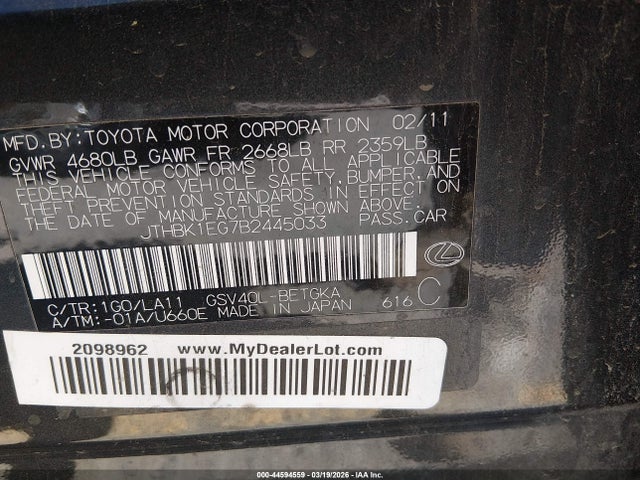 MFD.BY:TOYOTA MOTOR CORPORATION 02/11
GVWR 4680LB GAWR FR 2668LB RR 2359LB
THIS VEHICLE CONFORMS TO ALL APPLICABLE
FEDERAL MOTOR VEHICLE SAFETY,BUMPER,AND
THEFT PREVENTION STANDARDS IN EFFECT ON
THE DATE OF MANUFACTURE SHOWN ABOVE.
JTHBK1EG7B2445033 PASS.CAR
C/TR:1G0/LA11 GSV40L-BETGKA
A/TM:-01A/U660E MADE IN JAPAN 616 C
2098962 www.MyDealerLot.com
000-44594559 | 03/19/2026 | IAA Inc.